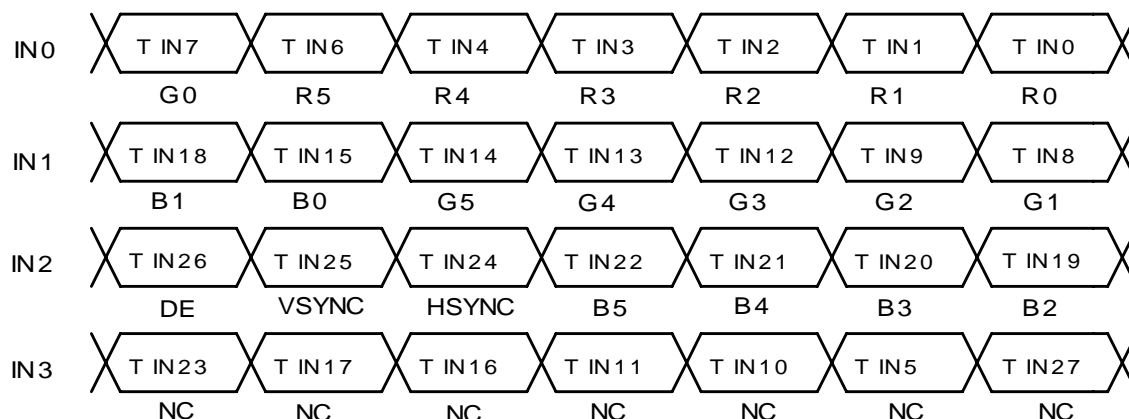 IN0 T IN7 T IN6 T IN4 T IN3 T IN2 T IN1 T IN0
G0 R5 R4 R3 R2 R1 R0
IN1 T IN18 T IN15 T IN14 T IN13 T IN12 T IN9 T IN8
B1 B0 G5 G4 G3 G2 G1
IN2 T IN26 T IN25 T IN24 T IN22 T IN21 T IN20 T IN19
DE VSYNC HSYNC B5 B4 B3 B2
IN3 T IN23 T IN17 T IN16 T IN11 T IN10 T IN5 T IN27
NC NC NC NC NC NC NC